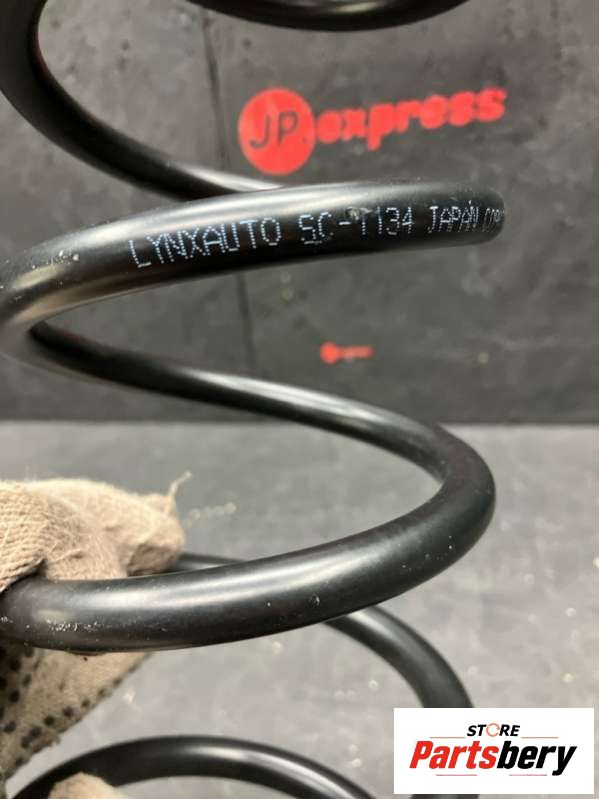 JP express
LYNXAUTO SC-T134 JAPAN
STORE
Partsbery